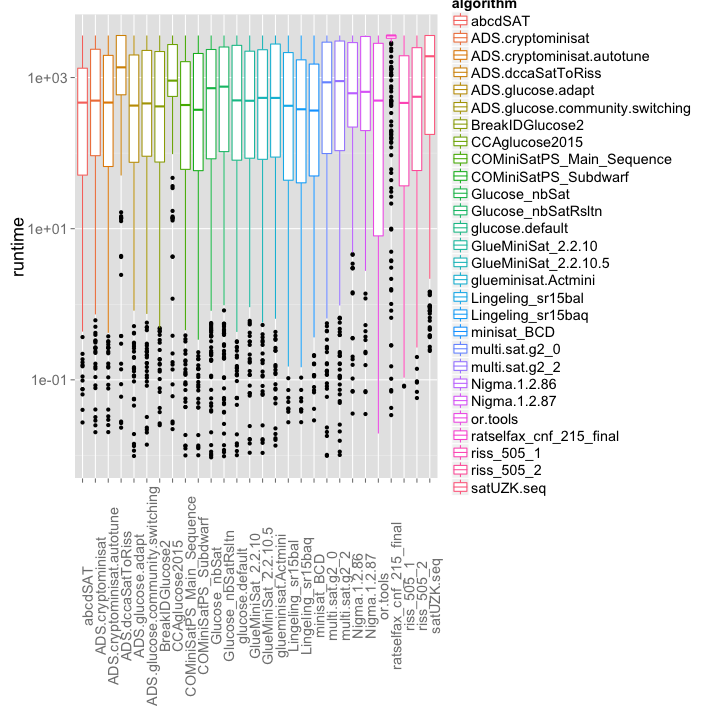 algorithm
abcdSAT
ADS.cryptominisat
ADS.cryptominisat.autotune
ADS.dccaSatToRiss
ADS.glucose.adapt
ADS.glucose.community.switching
BreakIDGlucose2
CCAglucose2015
COMiniSatPS_Main_Sequence
COMiniSatPS_Subdwarf
Glucose_nbSat
Glucose_nbSatRsltn
glucose.default
GlueMiniSat_2.2.10
GlueMiniSat_2.2.10.5
glueminisat.Actmini
Lingeling_sr15bal
Lingeling_sr15baq
minisat_BCD
multi.sat.g2_0
multi.sat.g2_2
Nigma.1.2.86
Nigma.1.2.87
or.tools
ratselfax_cnf_215_final
riss_505_1
riss_505_2
satUZK.seq
runtime
1e+03
1e+01
1e-01
abcdSAT
ADS.cryptominisat
ADS.cryptominisat.autotune
ADS.dccaSatToRiss
ADS.glucose.adapt
ADS.glucose.community.switching
BreakIDGlucose2
CCAglucose2015
COMiniSatPS_Main_Sequence
COMiniSatPS_Subdwarf
Glucose_nbSat
Glucose_nbSatRsltn
glucose.default
GlueMiniSat_2.2.10
GlueMiniSat_2.2.10.5
glueminisat.Actmini
Lingeling_sr15bal
Lingeling_sr15baq
minisat_BCD
multi.sat.g2_0
multi.sat.g2_2
Nigma.1.2.86
Nigma.1.2.87
or.tools
ratselfax_cnf_215_final
riss_505_1
riss_505_2
satUZK.seq